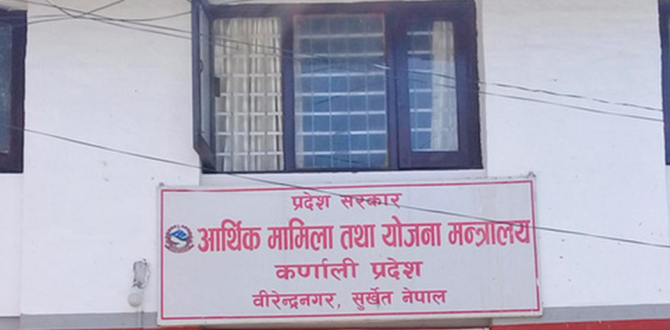 प्रदेश सरकार
आर्थिक मामिला तथा योजना मन्त्रालय
कर्णाली प्रदेश
वीरेन्द्रनगर, सुर्खेत नेपाल